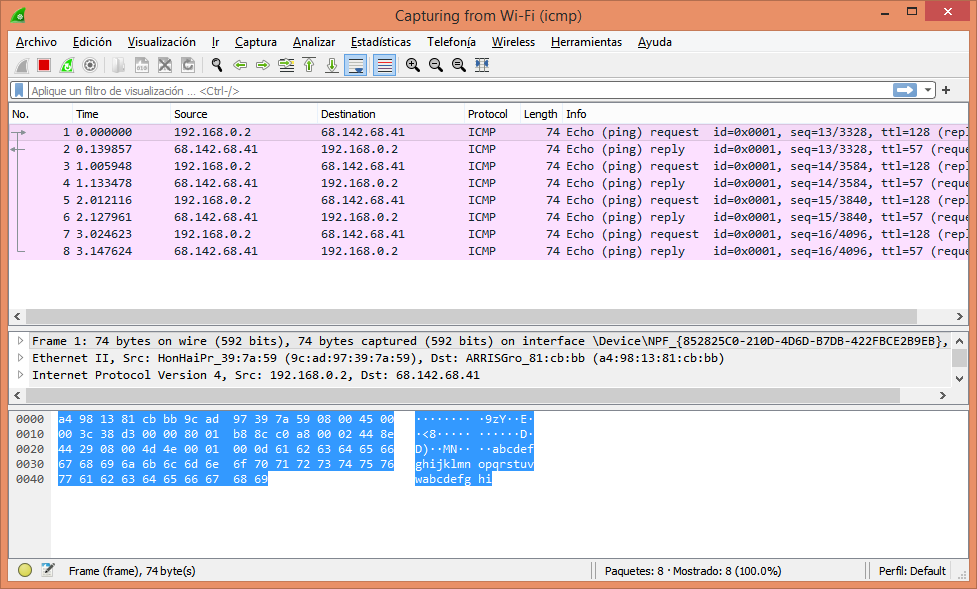 Capturing from Wi-Fi (icmp)
Archivo Edición Visualización Ir Captura Analizar Estadísticas Telefonía Wireless Herramientas Ayuda
Aplique un filtro de visualización ... <Ctrl-/>
No. Time Source Destination Protocol Length Info
1 0.000000 192.168.0.2 68.142.68.41 ICMP 74 Echo (ping) request id=0x0001, seq=13/3328, ttl=128 (repl
2 0.139857 68.142.68.41 192.168.0.2 ICMP 74 Echo (ping) reply id=0x0001, seq=13/3328, ttl=57 (reque
3 1.005948 192.168.0.2 68.142.68.41 ICMP 74 Echo (ping) request id=0x0001, seq=14/3584, ttl=128 (repl
4 1.133478 68.142.68.41 192.168.0.2 ICMP 74 Echo (ping) reply id=0x0001, seq=14/3584, ttl=57 (reque
5 2.012116 192.168.0.2 68.142.68.41 ICMP 74 Echo (ping) request id=0x0001, seq=15/3840, ttl=128 (repl
6 2.127961 68.142.68.41 192.168.0.2 ICMP 74 Echo (ping) reply id=0x0001, seq=15/3840, ttl=57 (reque
7 3.024623 192.168.0.2 68.142.68.41 ICMP 74 Echo (ping) request id=0x0001, seq=16/4096, ttl=128 (repl
8 3.147624 68.142.68.41 192.168.0.2 ICMP 74 Echo (ping) reply id=0x0001, seq=16/4096, ttl=57 (reque
Frame 1: 74 bytes on wire (592 bits), 74 bytes captured (592 bits) on interface \Device\NPF_{852825C0-210D-4D6D-B7DB-422FBCE2B9EB},
Ethernet II, Src: HonHaiPr_39:7a:59 (9c:ad:97:39:7a:59), Dst: ARRISGro_81:cb:bb (a4:98:13:81:cb:bb)
Internet Protocol Version 4, Src: 192.168.0.2, Dst: 68.142.68.41
0000 a4 98 13 81 cb bb 9c ad 97 39 7a 59 08 00 45 00 ········ ·9zY··E·
0010 00 3c 38 d3 00 00 80 01 b8 8c c0 a8 00 02 44 8e ·<8····· ······D·
0020 44 29 08 00 4d 4e 00 01 00 0d 61 62 63 64 65 66 D)··MN·· ··abcdef
0030 67 68 69 6a 6b 6c 6d 6e 6f 70 71 72 73 74 75 76 ghijklmn opqrstuv
0040 77 61 62 63 64 65 66 67 68 69 wabcdefg hi
Frame (frame), 74 byte(s) Paquetes: 8 · Mostrado: 8 (100.0%) Perfil: Default